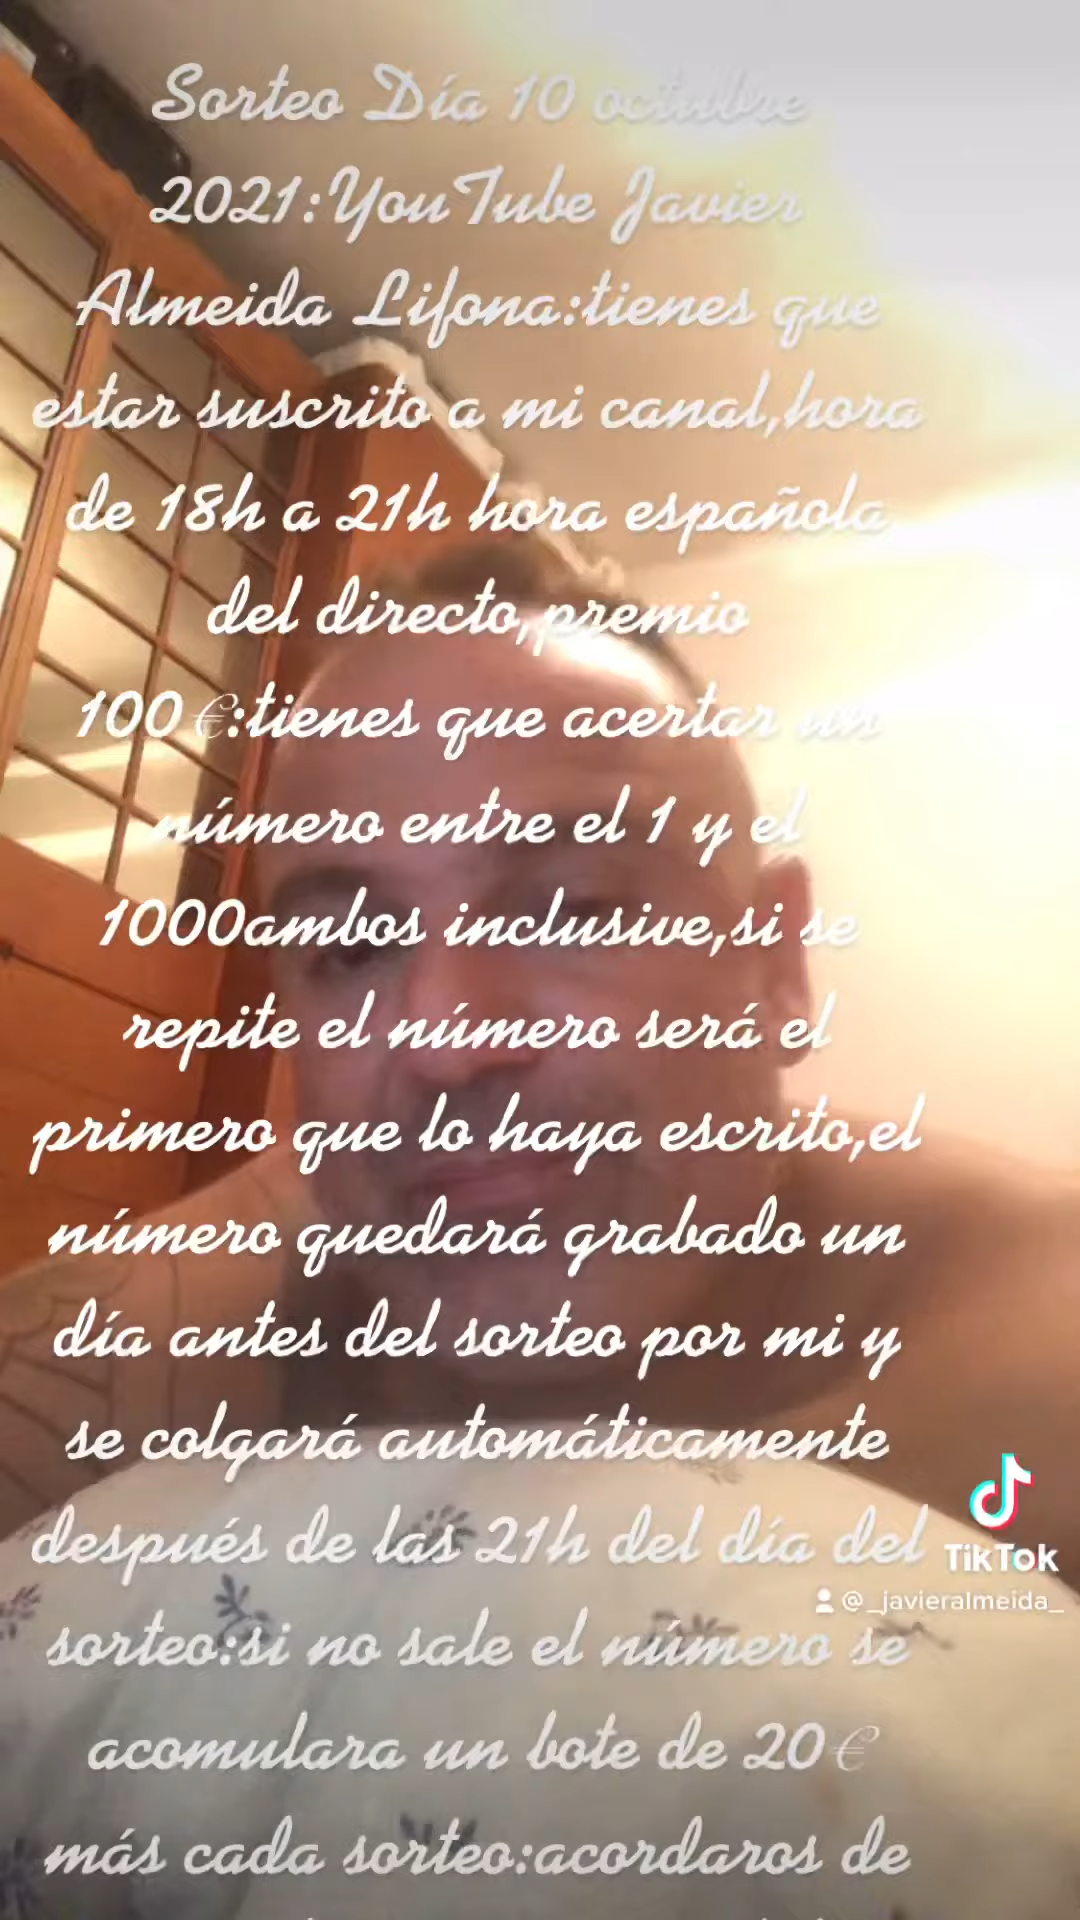 Sorteo Día 10 octubre
2021:YouTube Javier
Almeida Lifona:tienes que
estar suscrito a mi canal,hora
de 18h a 21h hora española
del directo,premio
100€:tienes que acertar un
número entre el 1 y el
1000ambos inclusive,si se
repite el número será el
primero que lo haya escrito,el
número quedará grabado un
día antes del sorteo por mi y
se colgará automáticamente
después de las 21h del día del
sorteo:si no sale el número se
acomulara un bote de 20€
más cada sorteo:acordaros de
TikTok
@_javieralmeida_